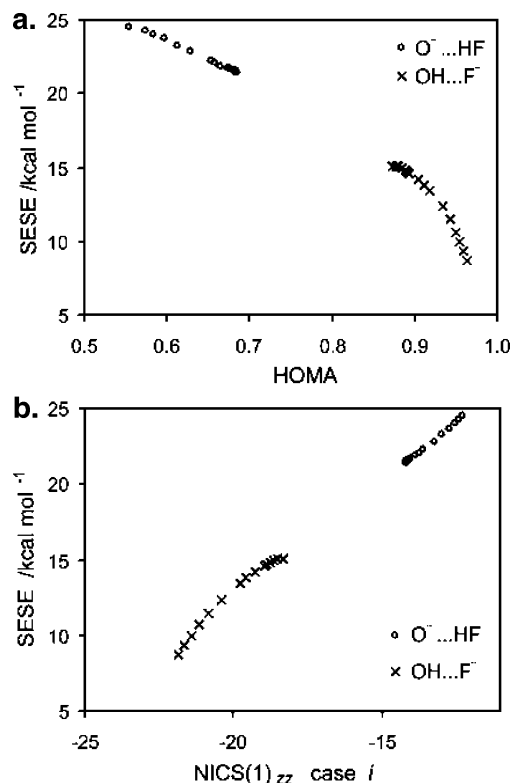 a.
25
20
15
10
5
SESE /kcal mol ⁻¹
O⁻ ...HF
OH...F⁻
0.5 0.6 0.7 0.8 0.9 1.0
HOMA
b.
25
20
15
10
5
SESE /kcal mol ⁻¹
O⁻ ...HF
OH...F⁻
-25 -20 -15
NICS(1)zz case i